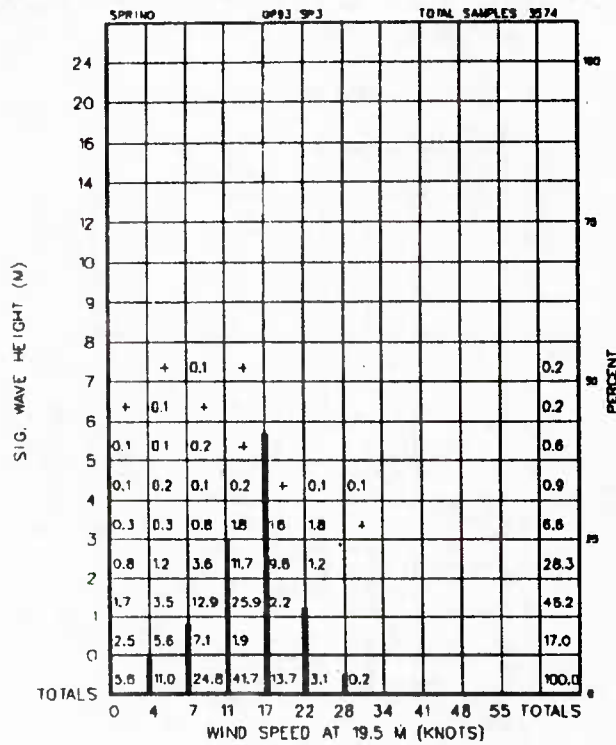 SPRING GP93 SP3 TOTAL SAMPLES 3574
24 100
20
16
14
12 75
10
9
8
+ 0.1 + 0.2
7 50
+ 0.1 + 0.2
6
0.1 0.1 0.2 + 0.6
5
0.1 0.2 0.1 0.2 + 0.1 0.1 0.9
4
0.3 0.3 0.8 1.8 1.6 1.8 + 6.6
3 25
0.8 1.2 3.6 11.7 9.8 1.2 28.3
2
1.7 3.5 12.9 25.9 2.2 46.2
1
2.5 5.6 7.1 1.9 17.0
0
5.6 11.0 24.8 41.7 13.7 3.1 0.2 100.0
TOTALS 0
0 4 7 11 17 22 28 34 41 48 55 TOTALS
WIND SPEED AT 19.5 M (KNOTS)
SIG. WAVE HEIGHT (M)
PERCENT